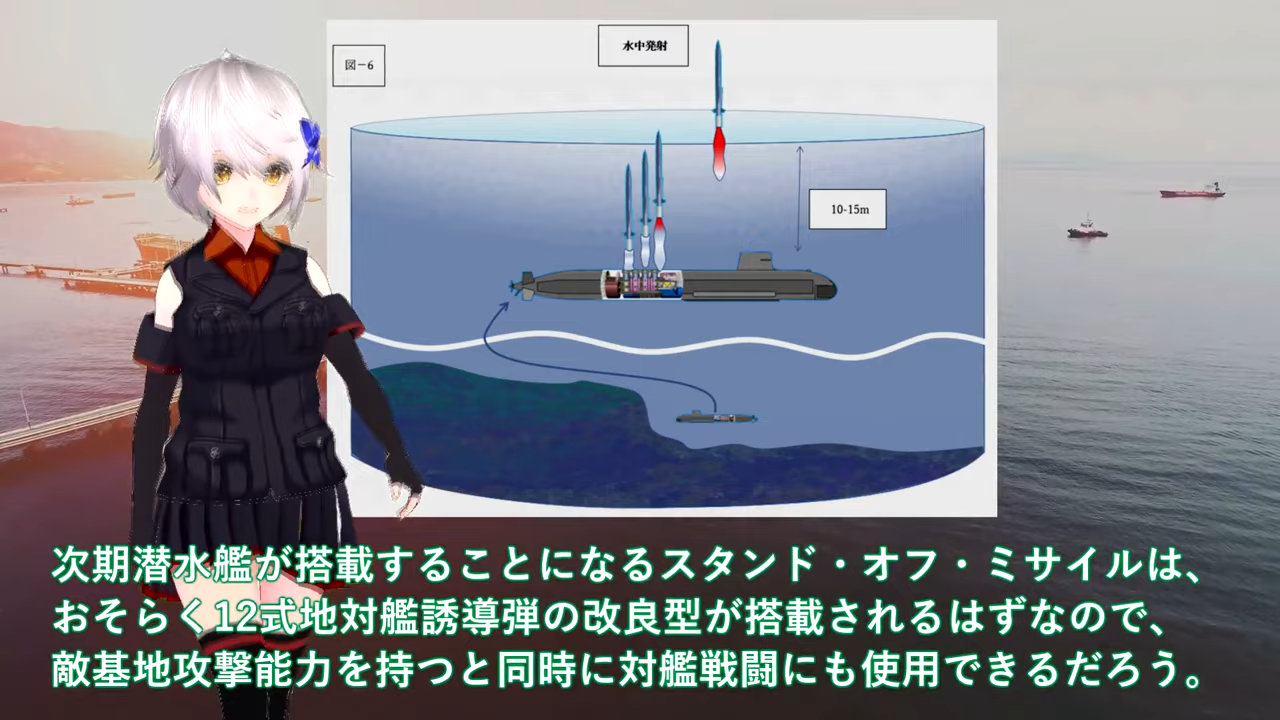 水中発射
図－6
10-15m
次期潜水艦が搭載することになるスタンド・オフ・ミサイルは、
おそらく12式地対艦誘導弾の改良型が搭載されるはずなので、
敵基地攻撃能力を持つと同時に対艦戦闘にも使用できるだろう。